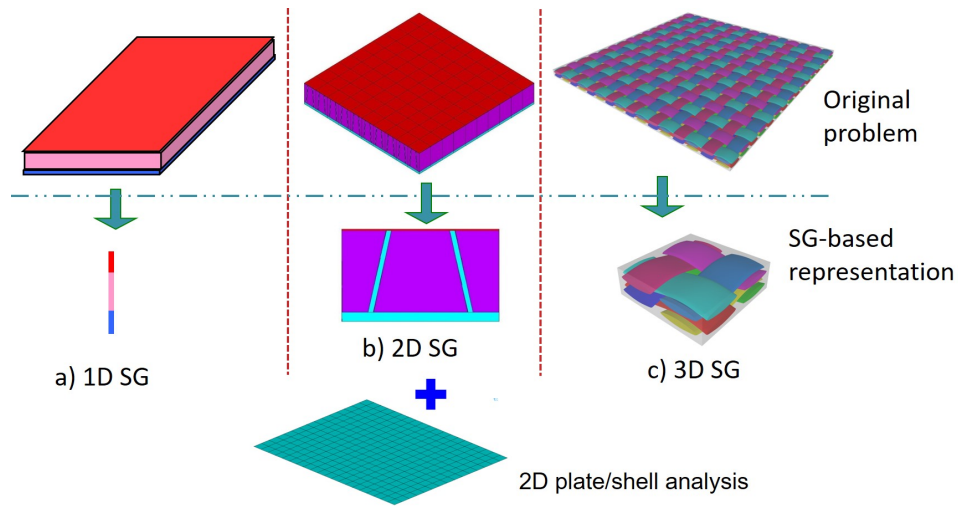 Original
problem
SG-based
representation
a) 1D SG
b) 2D SG
c) 3D SG
2D plate/shell analysis